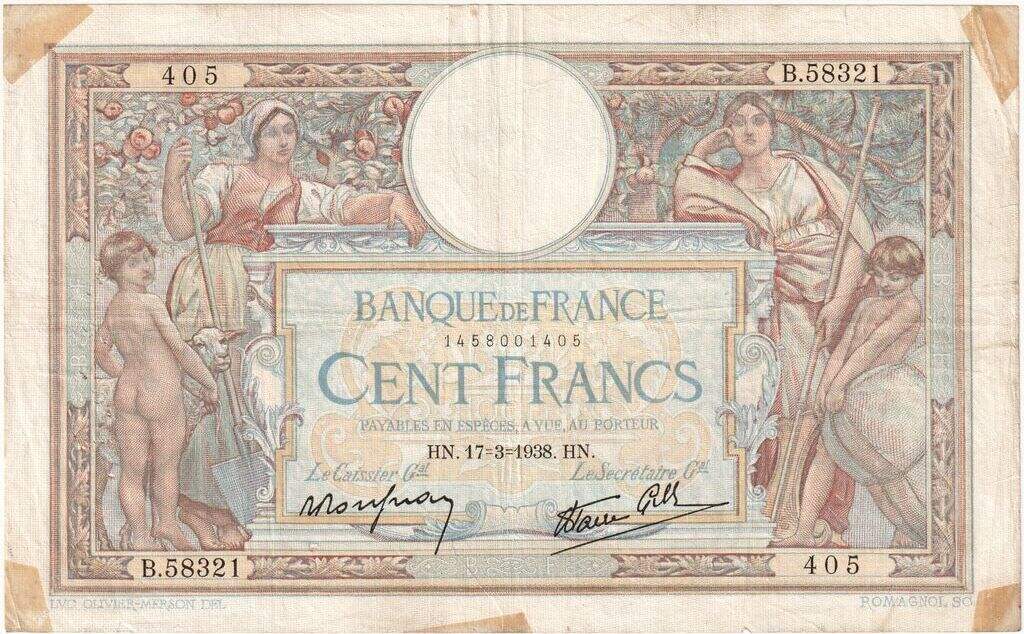 405 B.58321
BANQUE DE FRANCE
1458001405
CENT FRANCS
PAYABLES EN ESPÈCES, A VUE, AU PORTEUR
HN. 17=3=1938. HN.
Le Caissier Gal Le Secrétaire Gal
B.58321 405
LVC OLIVIER-MERSON DEL ROMAGNOL SC